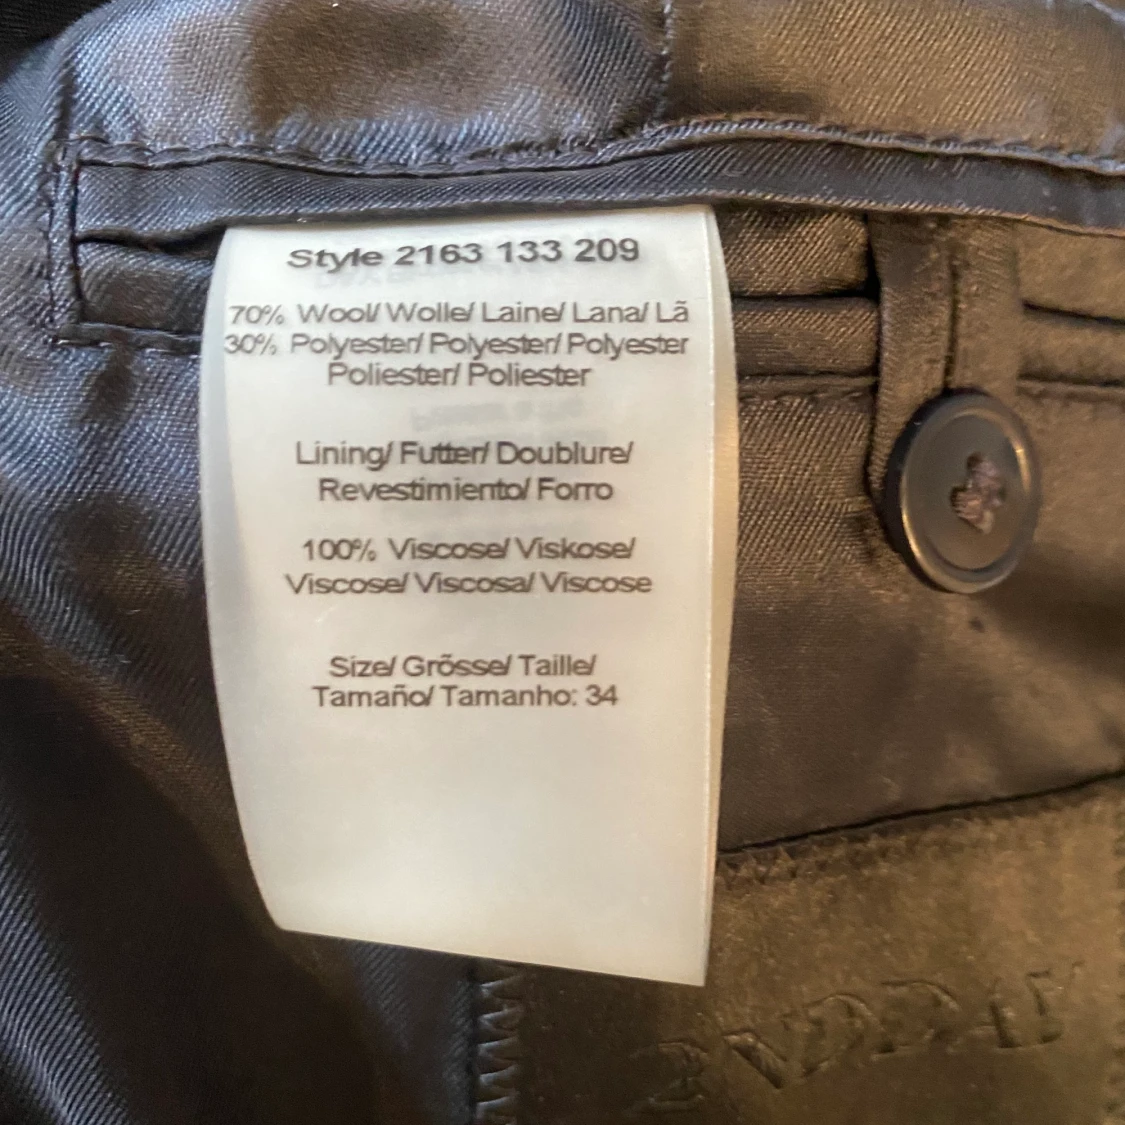 Style 2163 133 209
70% Wool/ Wolle/ Laine/ Lana/ Lã
30% Polyester/ Polyester/ Polyester
Poliester/ Poliester
Lining/ Futter/ Doublure/
Revestimiento/ Forro
100% Viscose/ Viskose/
Viscose/ Viscosa/ Viscose
Size/ Grõsse/ Taille/
Tamaño/ Tamanho: 34